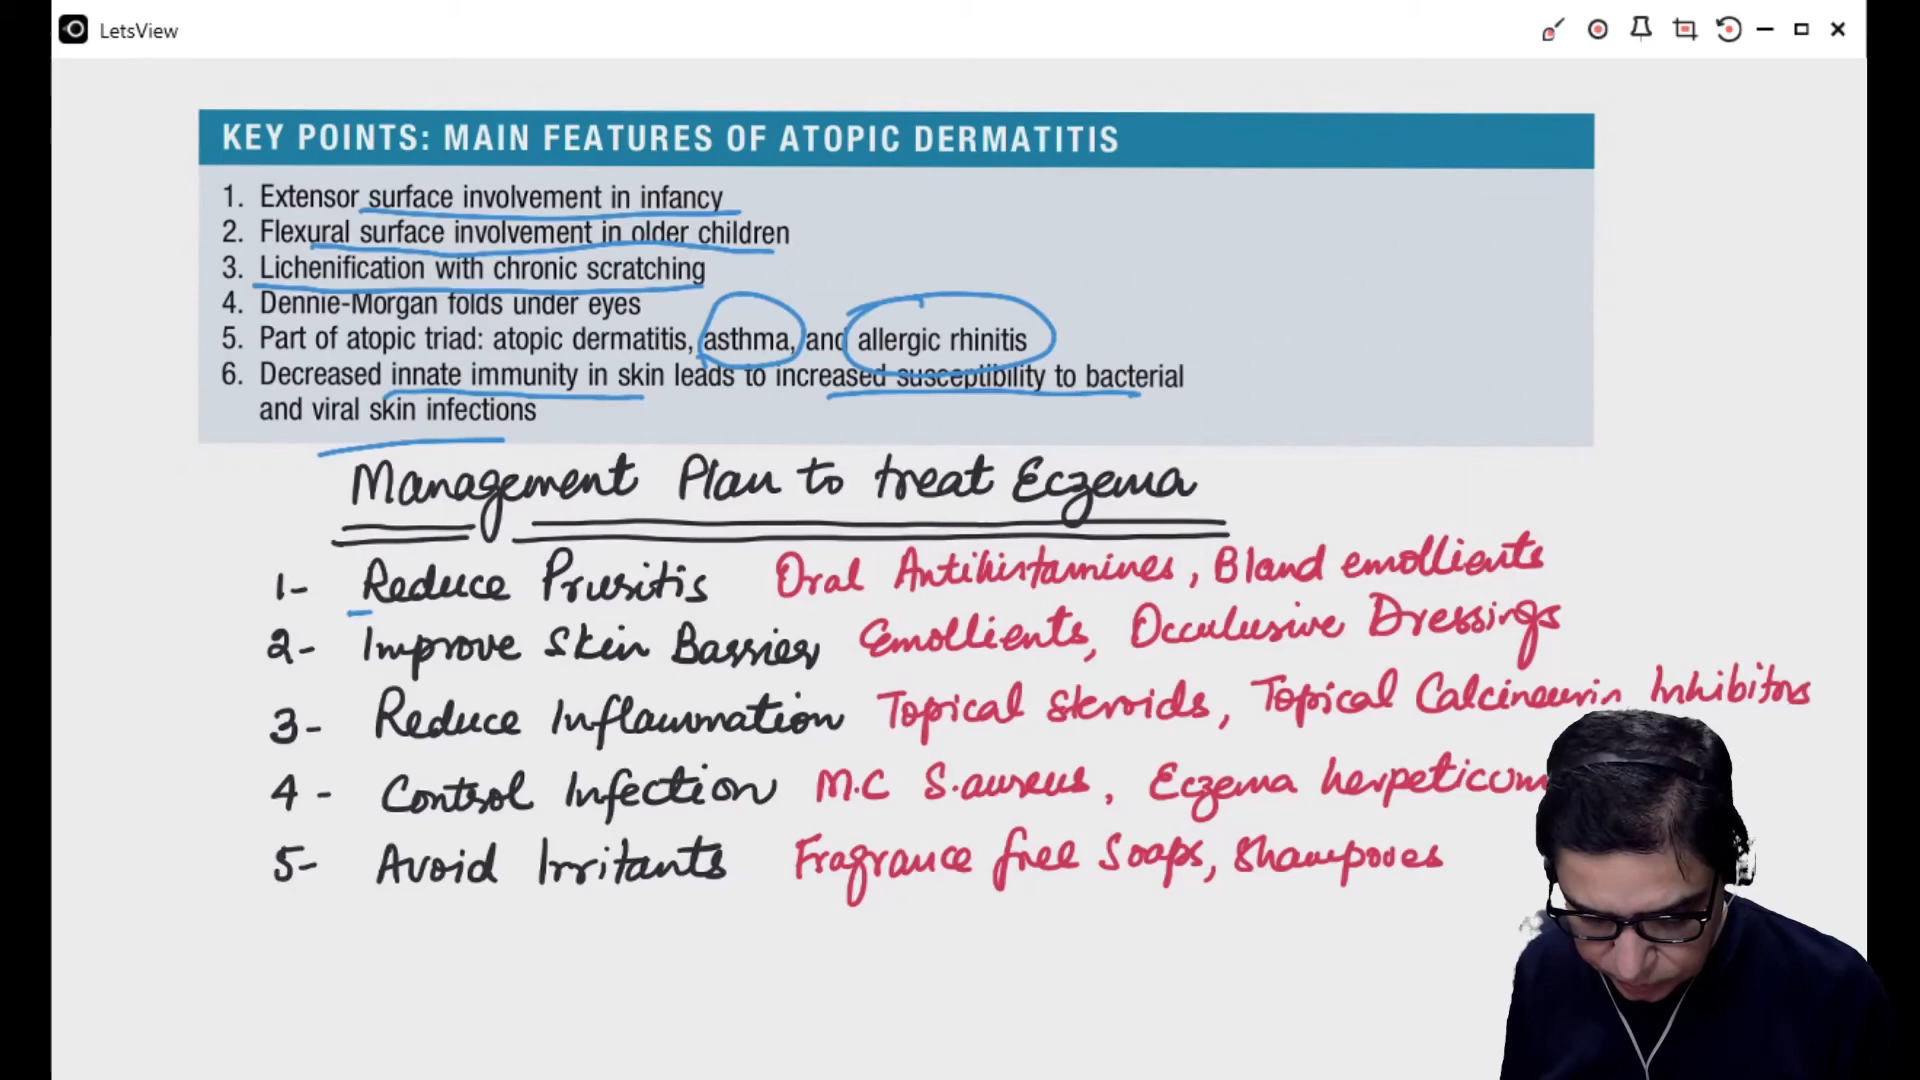 LetsView
KEY POINTS: MAIN FEATURES OF ATOPIC DERMATITIS
1. Extensor surface involvement in infancy
2. Flexural surface involvement in older children
3. Lichenification with chronic scratching
4. Dennie-Morgan folds under eyes
5. Part of atopic triad: atopic dermatitis, asthma, and allergic rhinitis
6. Decreased innate immunity in skin leads to increased susceptibility to bacterial
and viral skin infections
Management Plan to treat Eczema
1- Reduce Pruritis Oral Antihistamines, Bland emollients
2- Improve Skin Barrier Emollients, Occulusive Dressings
3- Reduce Inflammation Topical Steroids, Topical Calcineurin Inhibitors
4- Control Infection M.C S.aureus, Eczema herpeticum
5- Avoid Irritants Fragrance free Soaps, Shampooes